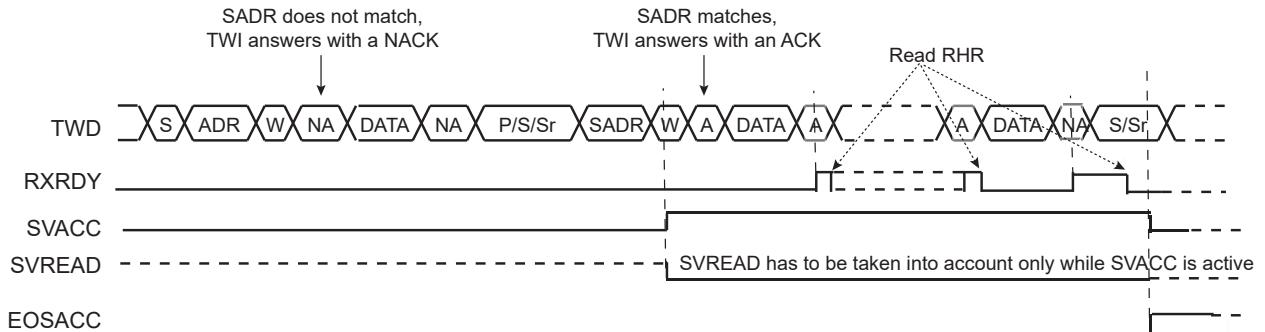 SADR does not match,
TWI answers with a NACK
SADR matches,
TWI answers with an ACK
Read RHR
TWD S ADR W NA DATA NA P/S/Sr SADR W A DATA A A DATA NA S/Sr
RXRDY
SVACC
SVREAD SVREAD has to be taken into account only while SVACC is active
EOSACC